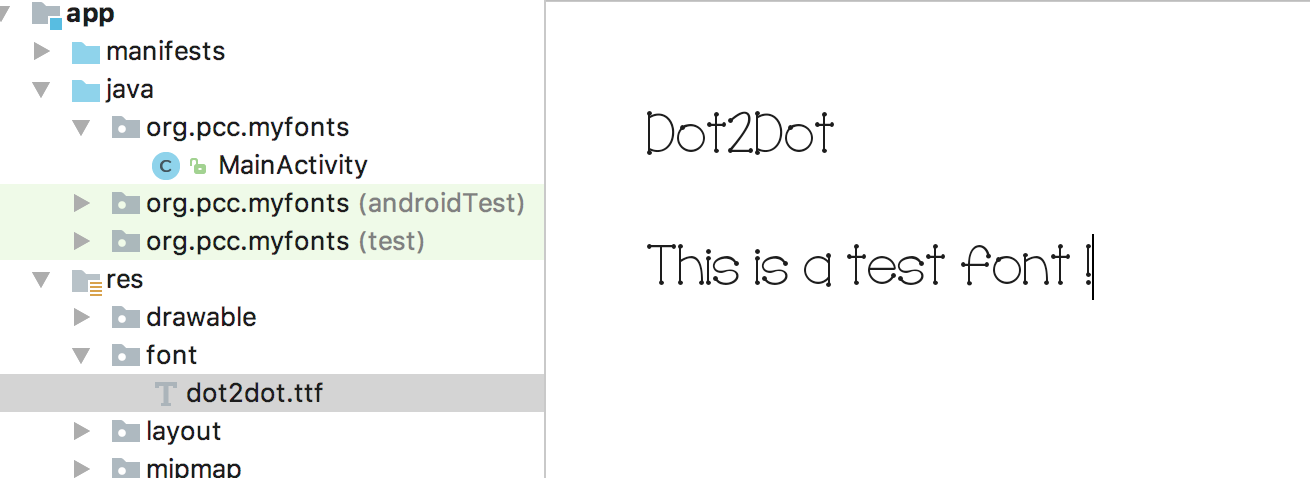 app
manifests
java
org.pcc.myfonts
C MainActivity
org.pcc.myfonts (androidTest)
org.pcc.myfonts (test)
res
drawable
font
dot2dot.ttf
layout
mipmap
Dot2Dot
This is a test font !